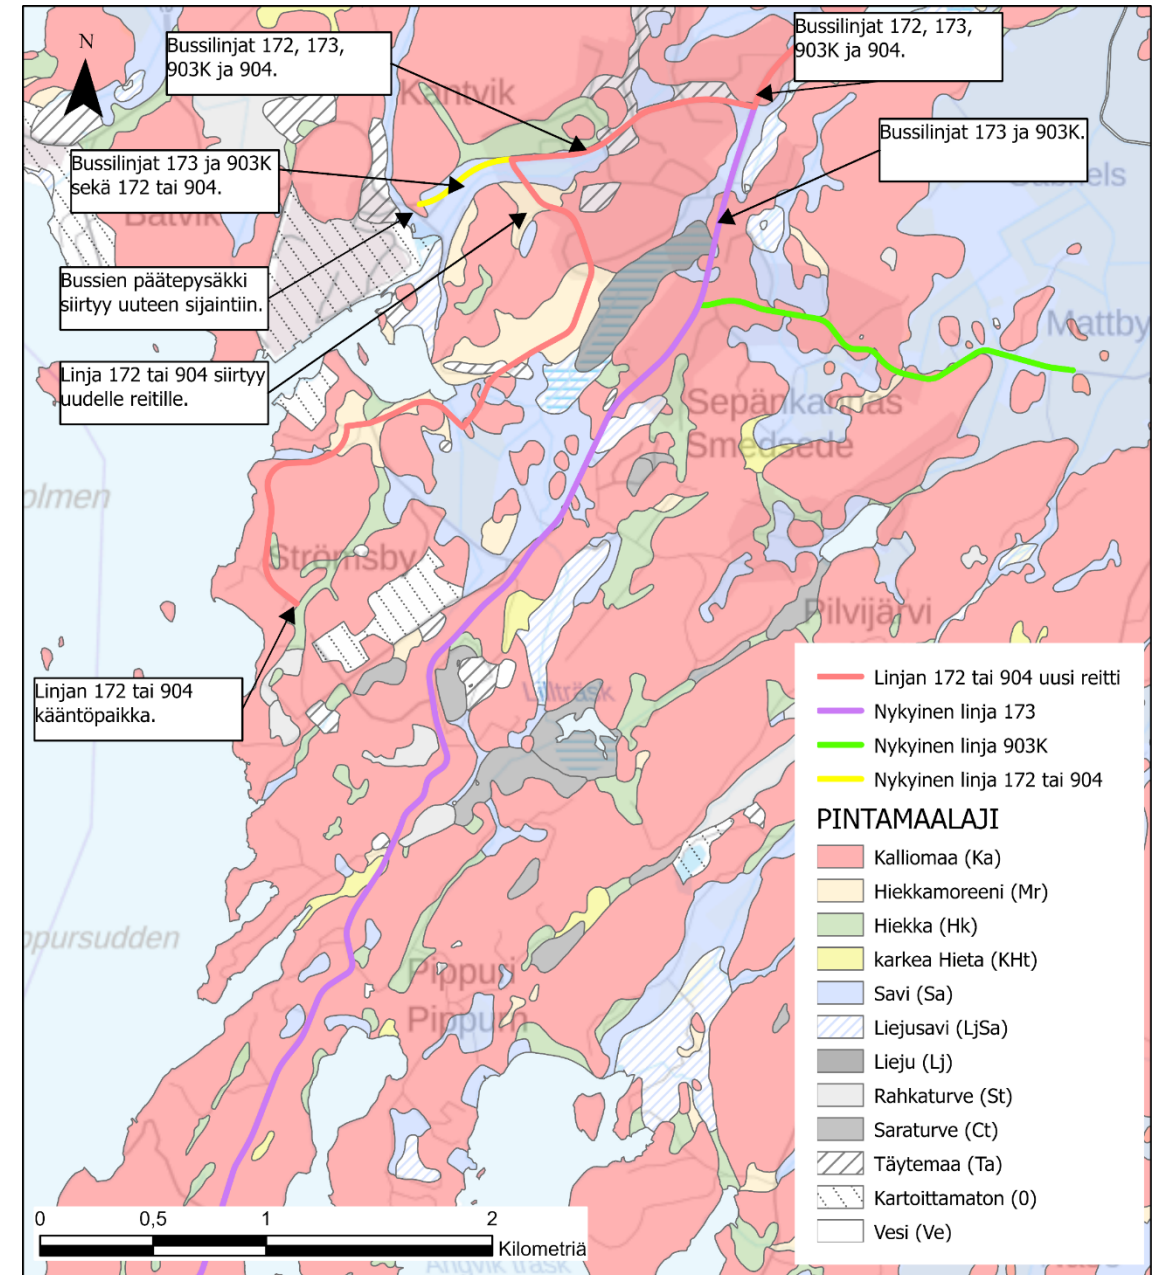 N
Bussilinjat 172, 173,
903K ja 904.
Bussilinjat 172, 173,
903K ja 904.
Kantvik
Bussilinjat 173 ja 903K.
Bussilinjat 173 ja 903K
sekä 172 tai 904.
Båtvik
Bussien päätepysäkki
siirtyy uuteen sijaintiin.
Mattby
Linja 172 tai 904 siirtyy
uudelle reitille.
Sepänkannas
Smedsede
olmen
Strömsby
Pilvijärvi
Linjan 172 tai 904
kääntöpaikka.
Lillträsk
ppursudden
Pippuri
Pippurn
Linjan 172 tai 904 uusi reitti
Nykyinen linja 173
Nykyinen linja 903K
Nykyinen linja 172 tai 904
PINTAMAALAJI
Kalliomaa (Ka)
Hiekkamoreeni (Mr)
Hiekka (Hk)
karkea Hieta (KHt)
Savi (Sa)
Liejusavi (LjSa)
Lieju (Lj)
Rahkaturve (St)
Saraturve (Ct)
Täytemaa (Ta)
Kartoittamaton (0)
Vesi (Ve)
0 0,5 1 2
Kilometriä
träsk